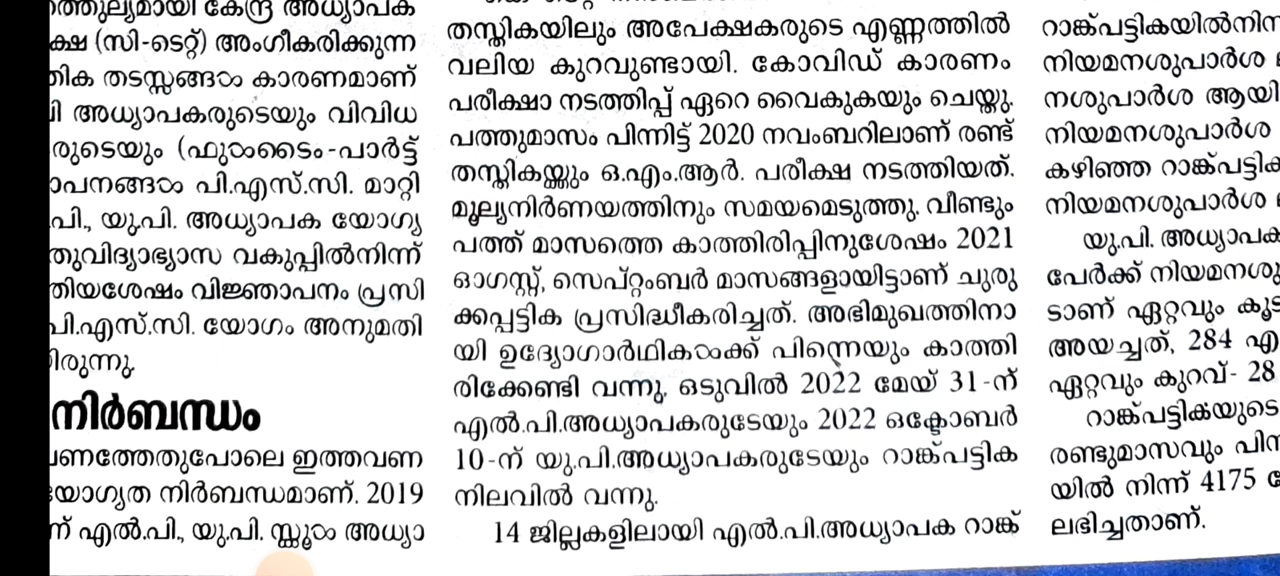 ത്തുല്യമായി കേന്ദ്ര അധ്യാപക
ക്ഷ (സി-ടെറ്റ്) അംഗീകരിക്കുന്ന
തിക തടസ്സങ്ങൾ കാരണമാണ്
അധ്യാപകരുടെയും വിവിധ
രുടെയും (ഫുൾടൈം-പാർട്ട്
ാപനങ്ങൾ പി.എസ്.സി. മാറ്റി
.പി., യു.പി. അധ്യാപക യോഗ്യ
തുവിദ്യാഭ്യാസ വകുപ്പിൽനിന്ന്
തിയശേഷം വിജ്ഞാപനം പ്രസി
പി.എസ്.സി. യോഗം അനുമതി
ിരുന്നു.
നിർബന്ധം
വണത്തേതുപോലെ ഇത്തവണ
യോഗ്യത നിർബന്ധമാണ്. 2019
ന് എൽ.പി., യു.പി. സ്കൂൾ അധ്യാ
തസ്തികയിലും അപേക്ഷകരുടെ എണ്ണത്തിൽ
വലിയ കുറവുണ്ടായി. കോവിഡ് കാരണം
പരീക്ഷാ നടത്തിപ്പ് ഏറെ വൈകുകയും ചെയ്തു.
പത്തുമാസം പിന്നിട്ട് 2020 നവംബറിലാണ് രണ്ട്
തസ്തികയ്ക്കും ഒ.എം.ആർ. പരീക്ഷ നടത്തിയത്.
മൂല്യനിർണയത്തിനും സമയമെടുത്തു. വീണ്ടും
പത്ത് മാസത്തെ കാത്തിരിപ്പിനുശേഷം 2021
ഓഗസ്റ്റ്, സെപ്റ്റംബർ മാസങ്ങളായിട്ടാണ് ചുരു
ക്കപ്പട്ടിക പ്രസിദ്ധീകരിച്ചത്. അഭിമുഖത്തിനാ
യി ഉദ്യോഗാർഥികൾക്ക് പിന്നെയും കാത്തി
രിക്കേണ്ടി വന്നു. ഒടുവിൽ 2022 മേയ് 31-ന്
എൽ.പി.അധ്യാപകരുടേയും 2022 ഒക്ടോബർ
10-ന് യു.പി.അധ്യാപകരുടേയും റാങ്ക്പട്ടിക
നിലവിൽ വന്നു.
14 ജില്ലകളിലായി എൽ.പി.അധ്യാപക റാങ്ക്
റാങ്ക്പട്ടികയിൽനിന
നിയമനശുപാർശ
നശുപാർശ ആയി
നിയമനശുപാർശ
കഴിഞ്ഞ റാങ്ക്പട്ടിക
നിയമനശുപാർശ
യു.പി. അധ്യാപക
പേർക്ക് നിയമനശു
ടാണ് ഏറ്റവും കൂട
അയച്ചത്, 284 എ
ഏറ്റവും കുറവ്- 28
റാങ്ക്പട്ടികയുടെ
രണ്ടുമാസവും പിന
യിൽ നിന്ന് 4175
ലഭിച്ചതാണ്.